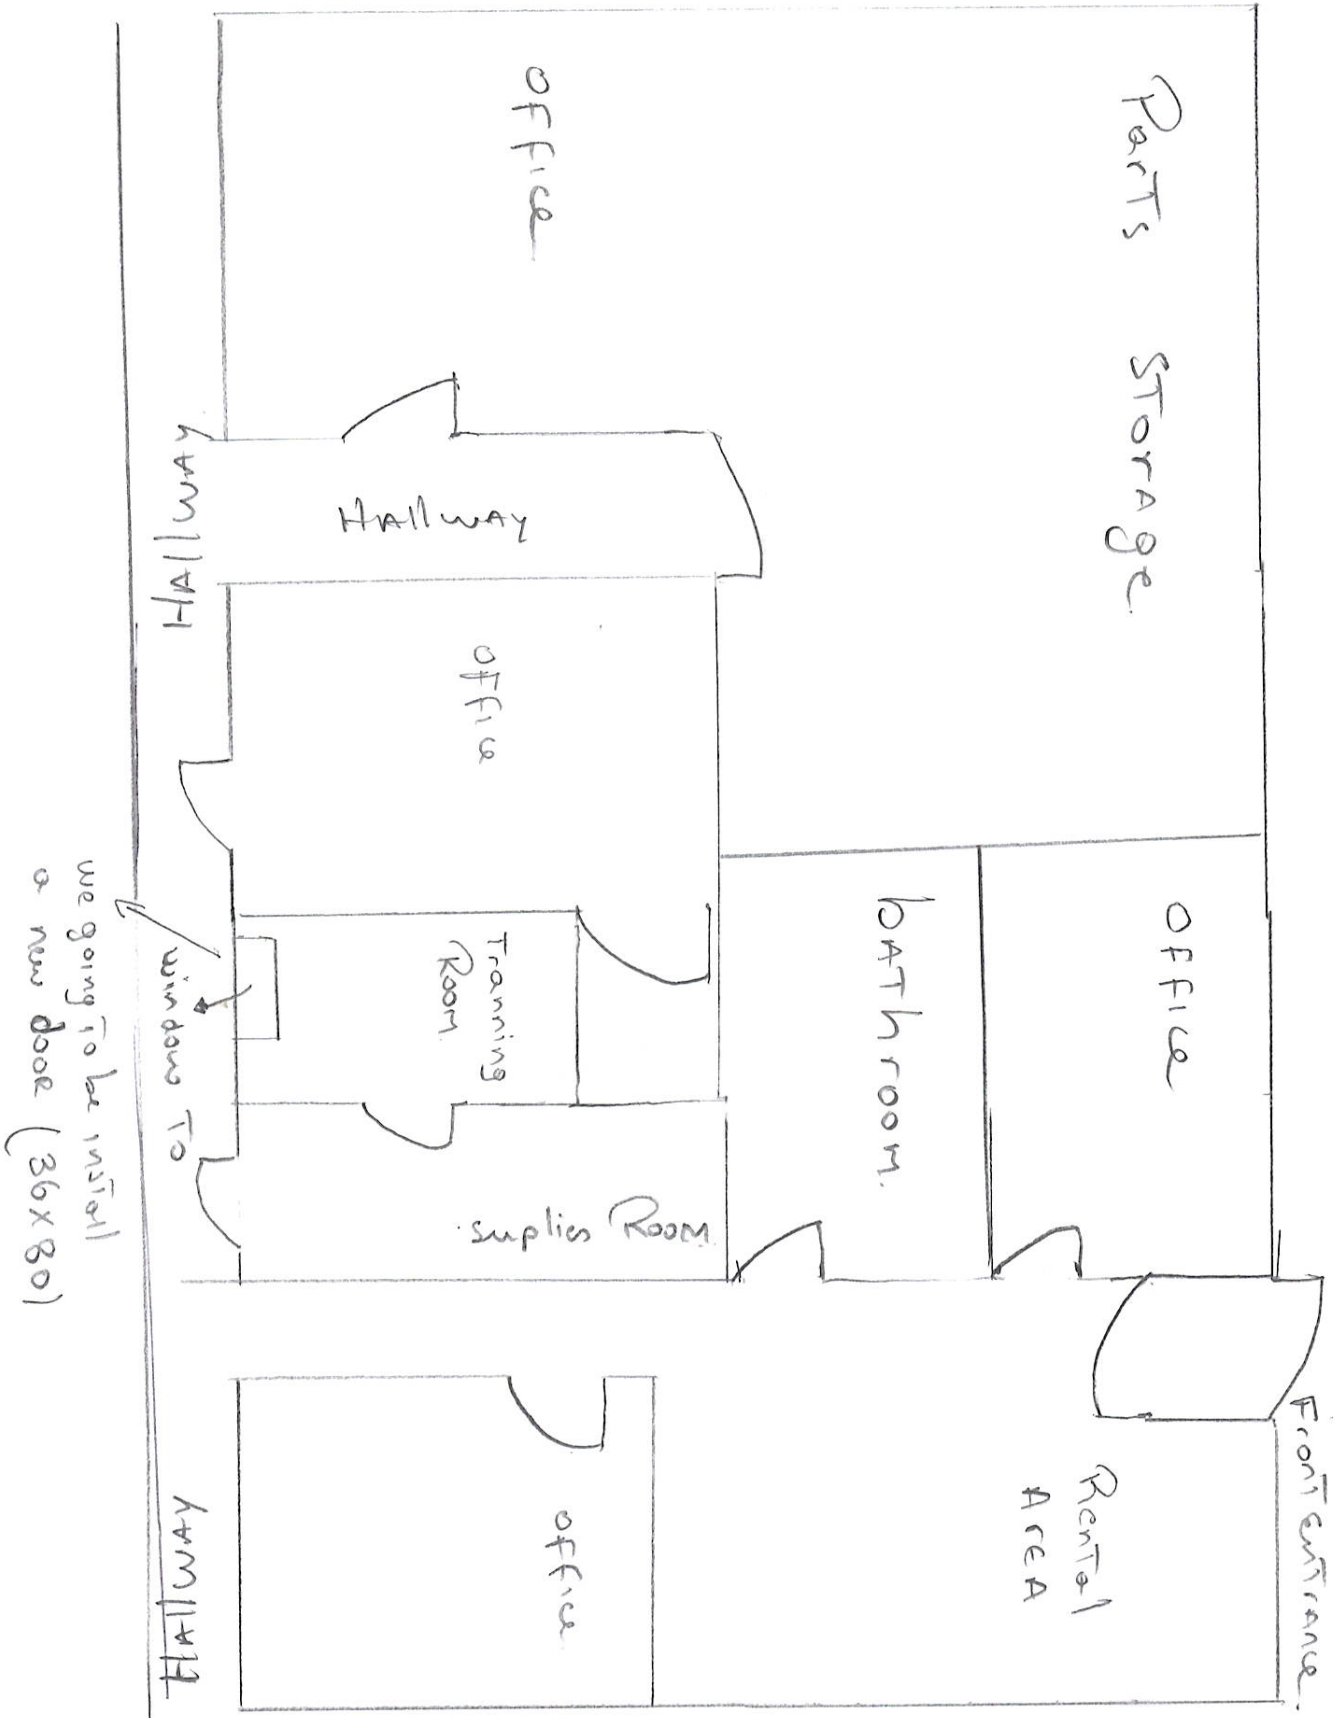 Parts Storage
office
Hallway
Hallway
office
office
bathroom.
Tranning
Room
suplies Room
window To
we going To be install
a new door (36x80)
Front Entrance
Rental
Area
office
Hallway